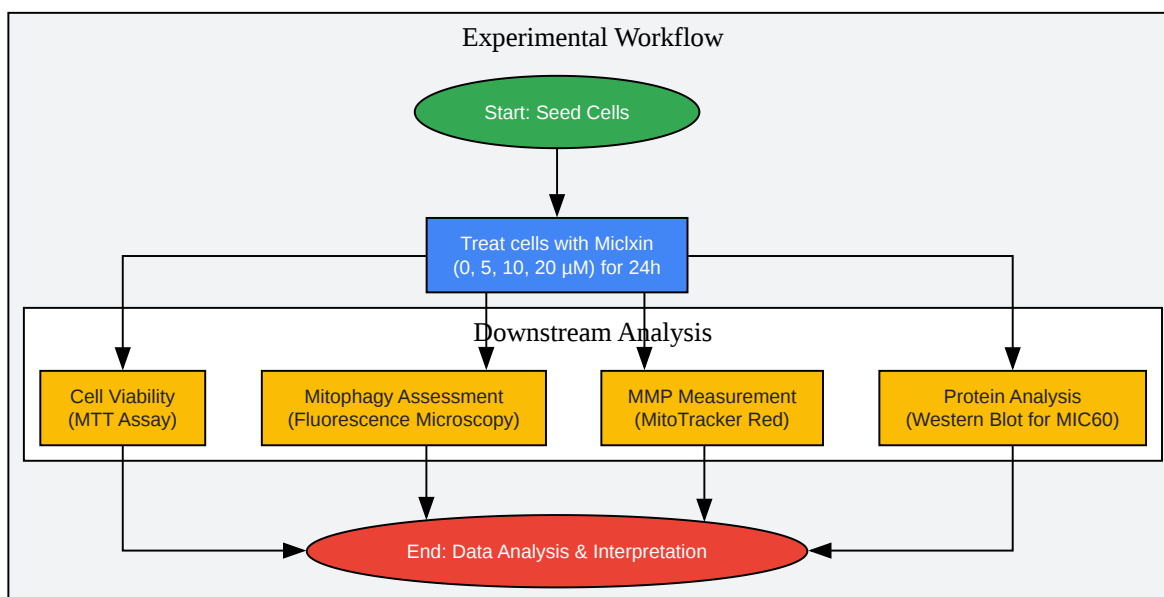 Experimental Workflow
Start: Seed Cells
Treat cells with Miclxin
(0, 5, 10, 20 µM) for 24h
Downstream Analysis
Cell Viability
(MTT Assay)
Mitophagy Assessment
(Fluorescence Microscopy)
MMP Measurement
(MitoTracker Red)
Protein Analysis
(Western Blot for MIC60)
End: Data Analysis & Interpretation